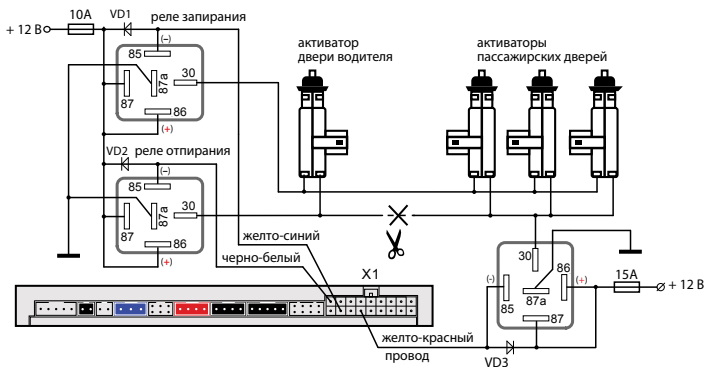 10А
VD1
реле запирания
+ 12 В
(–)
85
30
87
87а
86
(+)
активатор
двери водителя
активаторы
пассажирских дверей
VD2
реле отпирания
(–)
85
30
87
87а
86
(+)
желто-синий
черно-белый
X1
30
86
(-)
(+)
15А
+ 12 В
85
87а
87
желто-красный
провод
VD3